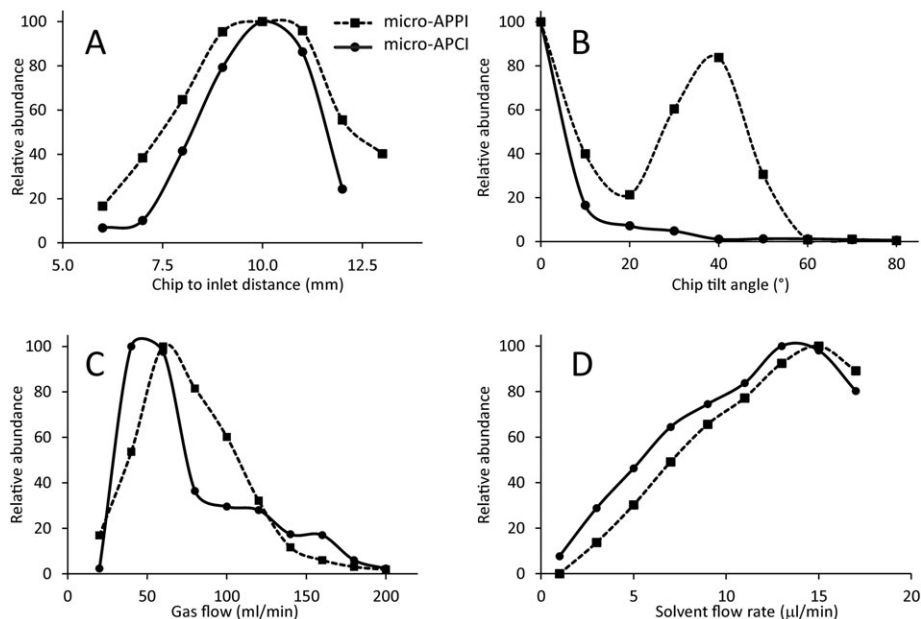 A
micro-APPI
micro-APCI
Relative abundance
100
80
60
40
20
0
5.0 7.5 10.0 12.5
Chip to inlet distance (mm)
B
Relative abundance
100
80
60
40
20
0
0 20 40 60 80
Chip tilt angle (°)
C
Relative abundance
100
80
60
40
20
0
0 50 100 150 200
Gas flow (ml/min)
D
Relative abundance
100
80
60
40
20
0
0 5 10 15 20
Solvent flow rate (µl/min)